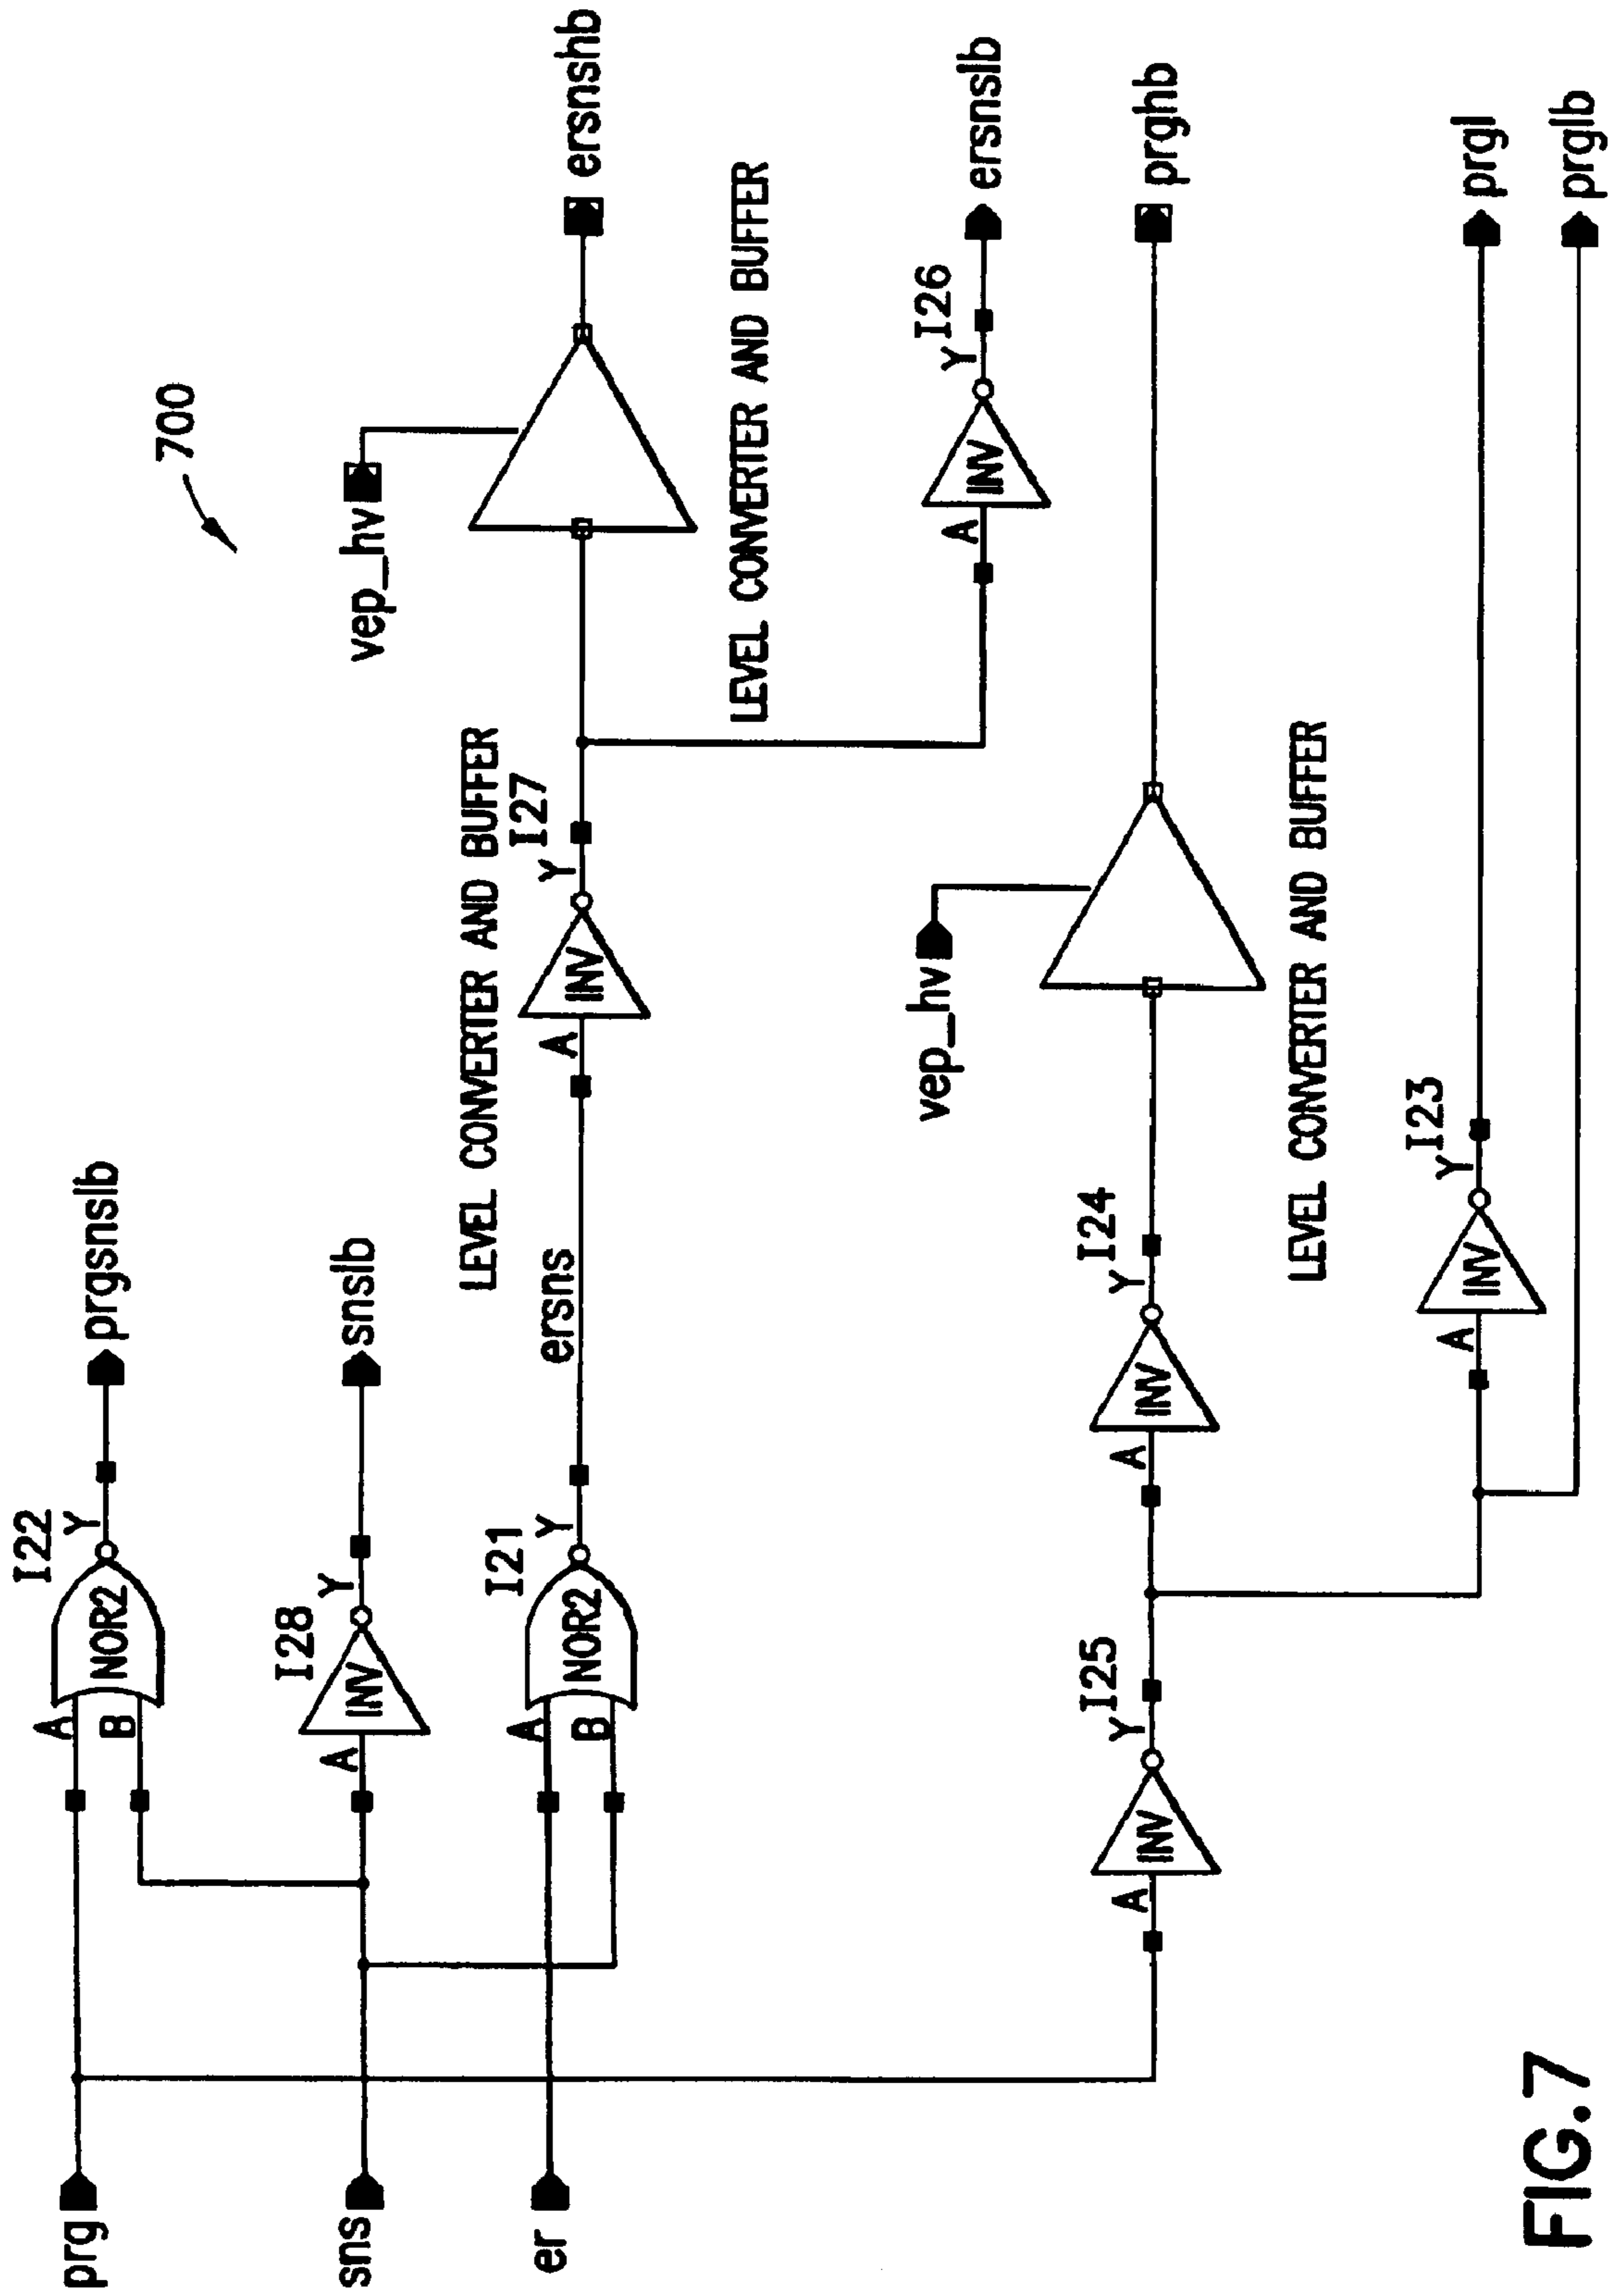 700
prg
A
B
NOR2
I22
Y
prgsnslb
sns
A
INV
I28
Y
snslb
vep_hv
er
A
B
NOR2
I21
Y
ersns
LEVEL CONVERTER AND BUFFER
A
INV
Y
I27
ersnshb
LEVEL CONVERTER AND BUFFER
A
INV
Y
I26
ersnslb
vep_hv
A
INV
Y
I25
A
INV
Y
I24
prghb
LEVEL CONVERTER AND BUFFER
A
INV
Y
I23
prgl
prglb
FIG.7